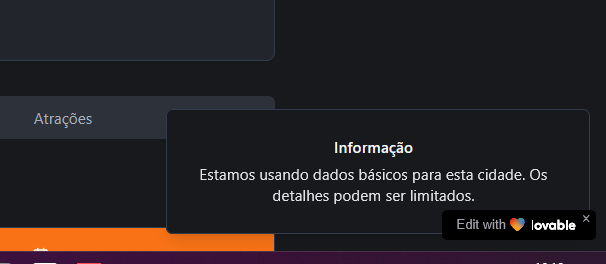 Atrações
Informação
Estamos usando dados básicos para esta cidade. Os
detalhes podem ser limitados.
Edit with lovable